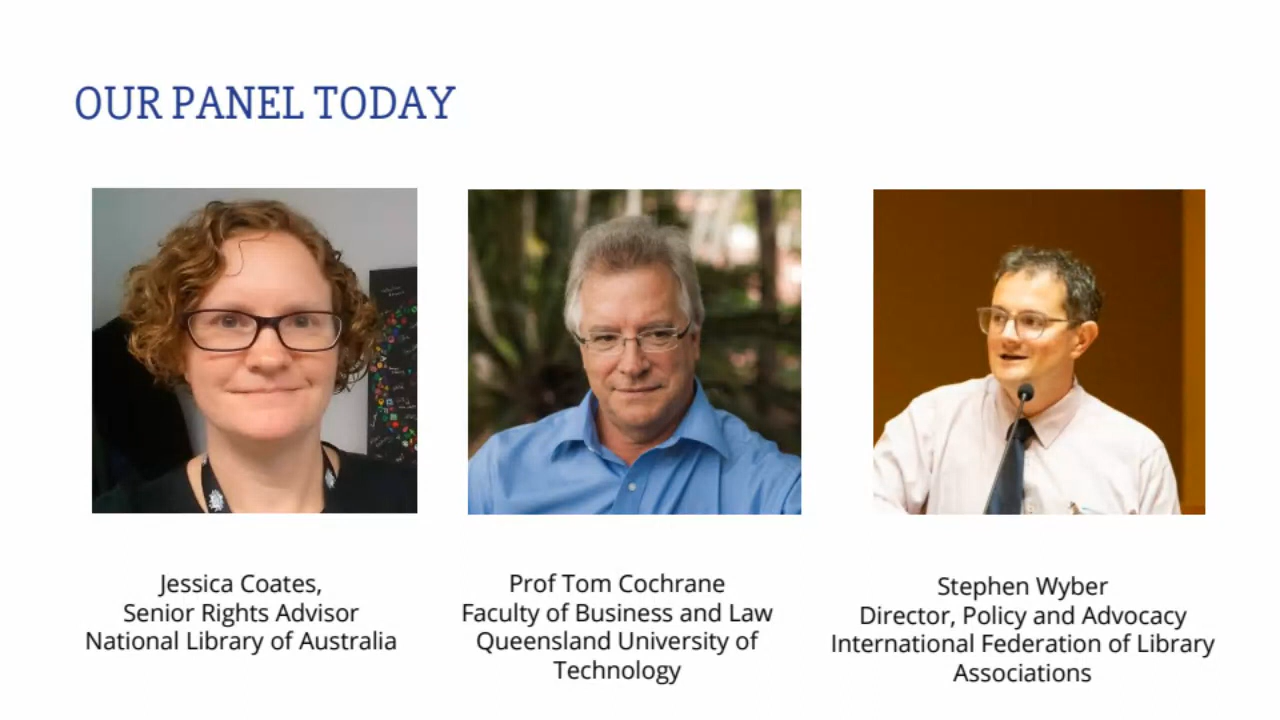 OUR PANEL TODAY
Jessica Coates,
Senior Rights Advisor
National Library of Australia
Prof Tom Cochrane
Faculty of Business and Law
Queensland University of
Technology
Stephen Wyber
Director, Policy and Advocacy
International Federation of Library
Associations